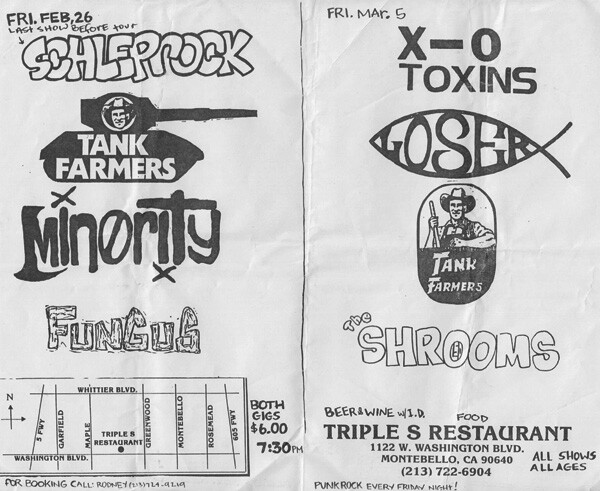 FRI. FEB, 26
LAST SHOW BEFORE TOUR
SCHLEPROCK
TANK
FARMERS
MINORITY
FUNGUS
WHITTIER BLVD.
N
5 FWY
GARFIELD
MAPLE
TRIPLE S
RESTAURANT
GREENWOOD
MONTEBELLO
ROSEMEAD
605 FWY
WASHINGTON BLVD.
BOTH
GIGS
$6.00
7:30PM
FOR BOOKING CALL: RODNEY
FRI. MAR. 5
X-O
TOXINS
LOSER
TANK
FARMERS
The
SHROOMS
BEER & WINE w/ I.D.
FOOD
TRIPLE S RESTAURANT
1122 W. WASHINGTON BLVD.
MONTEBELLO, CA 90640
(213) 722-6904
ALL SHOWS
ALL AGES
PUNK ROCK EVERY FRIDAY NIGHT!